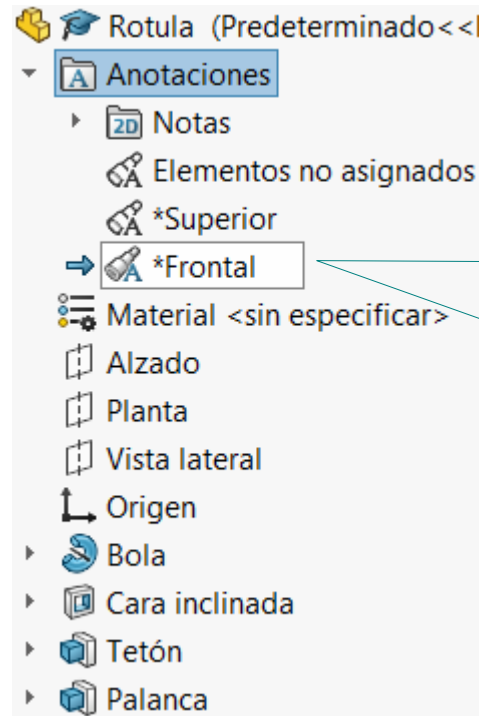 Rotula (Predeterminado<<
Anotaciones
Notas
Elementos no asignados
*Superior
*Frontal
Material <sin especificar>
Alzado
Planta
Vista lateral
Origen
Bola
Cara inclinada
Tetón
Palanca